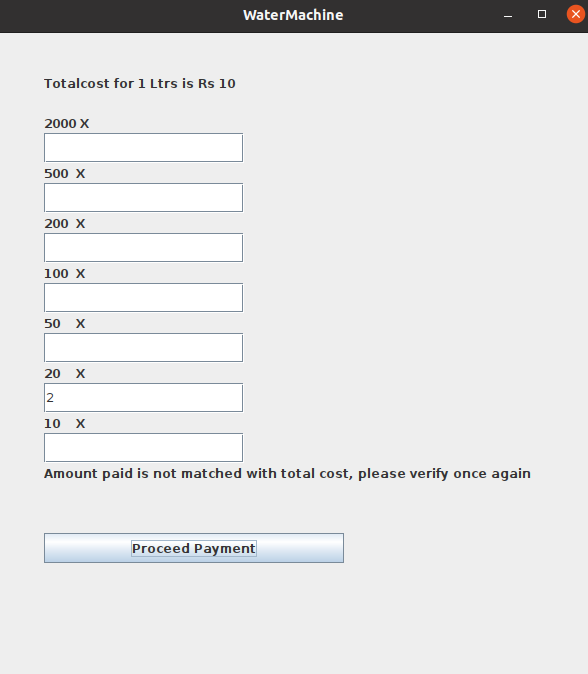 WaterMachine
Totalcost for 1 Ltrs is Rs 10
2000 X
500 X
200 X
100 X
50 X
20 X
2
10 X
Amount paid is not matched with total cost, please verify once again
Proceed Payment